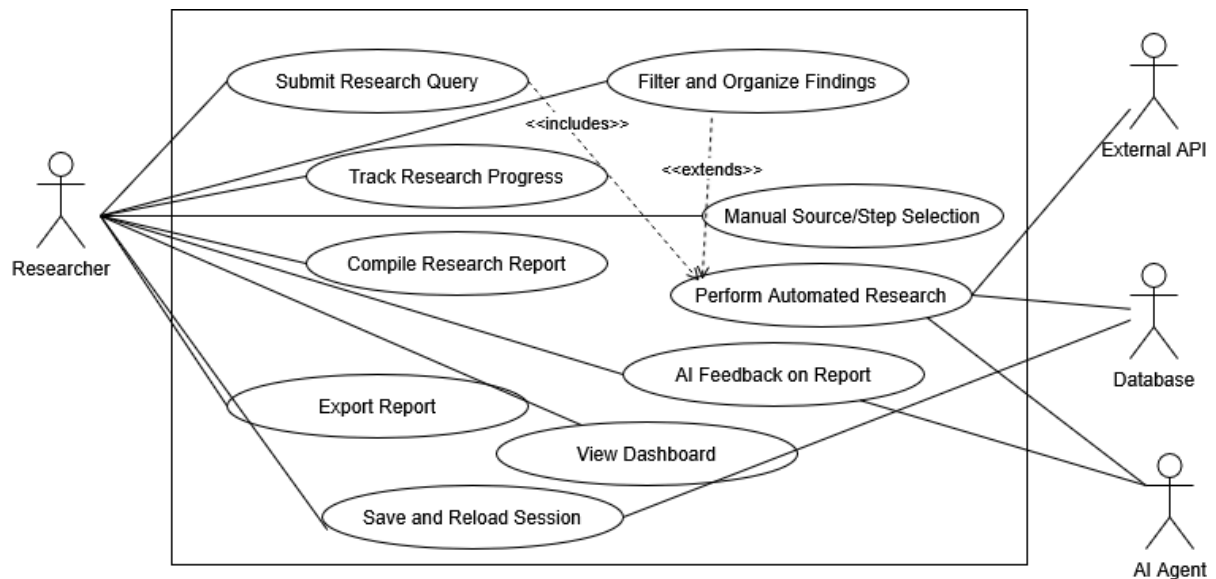 Submit Research Query
Filter and Organize Findings
<<includes>>
External API
Track Research Progress
<<extends>>
Manual Source/Step Selection
Researcher
Compile Research Report
Perform Automated Research
AI Feedback on Report
Database
Export Report
View Dashboard
Save and Reload Session
AI Agent